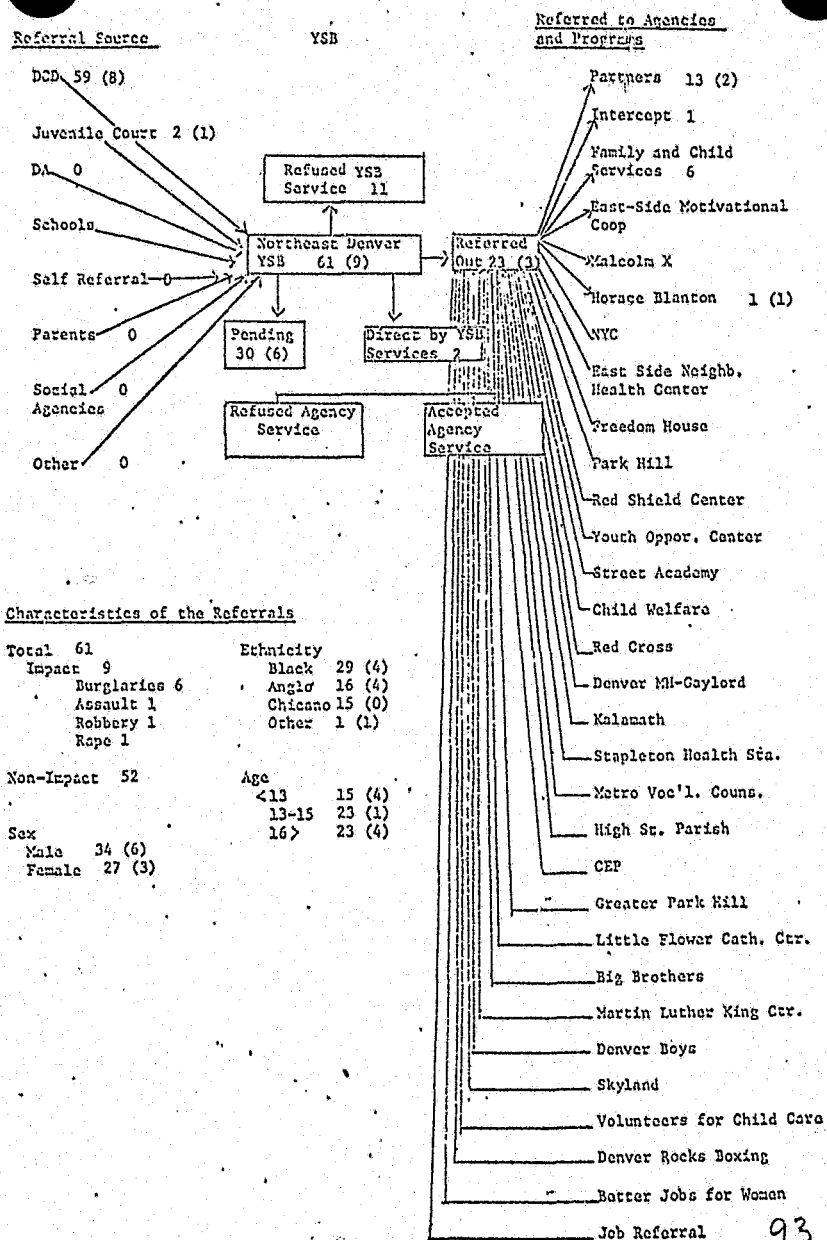 Referral Source
YSB
Referred to Agencies
and Programs
DCD 59 (8)
Juvenile Court 2 (1)
DA 0
Schools
Self Referral 0
Parents 0
Social 0
Agencies
Other 0
Refused YSB
Service 11
Northeast Denver
YSB 61 (9)
Pending
30 (6)
Direct by YSB
Services 2
Referred
Out 23 (3)
Refused Agency
Service
Accepted
Agency
Service
Partners 13 (2)
Intercept 1
Family and Child
Services 6
East-Side Motivational
Coop
Malcolm X
Horace Blanton 1 (1)
NYC
East Side Neighb.
Health Center
Freedom House
Park Hill
Red Shield Center
Youth Oppor. Center
Street Academy
Child Welfare
Red Cross
Denver MH-Gaylord
Kalamath
Stapleton Health Sta.
Metro Voc'l. Couns.
High St. Parish
CEP
Greater Park Hill
Little Flower Cath. Ctr.
Big Brothers
Martin Luther King Ctr.
Denver Boys
Skyland
Volunteers for Child Care
Denver Rocks Boxing
Better Jobs for Woman
Job Referral
Characteristics of the Referrals
Total 61
Impact 9
Burglaries 6
Assault 1
Robbery 1
Rape 1
Non-Impact 52
Sex
Male 34 (6)
Female 27 (3)
Ethnicity
Black 29 (4)
Anglo 16 (4)
Chicano 15 (0)
Other 1 (1)
Age
<13 15 (4)
13-15 23 (1)
16> 23 (4)
93